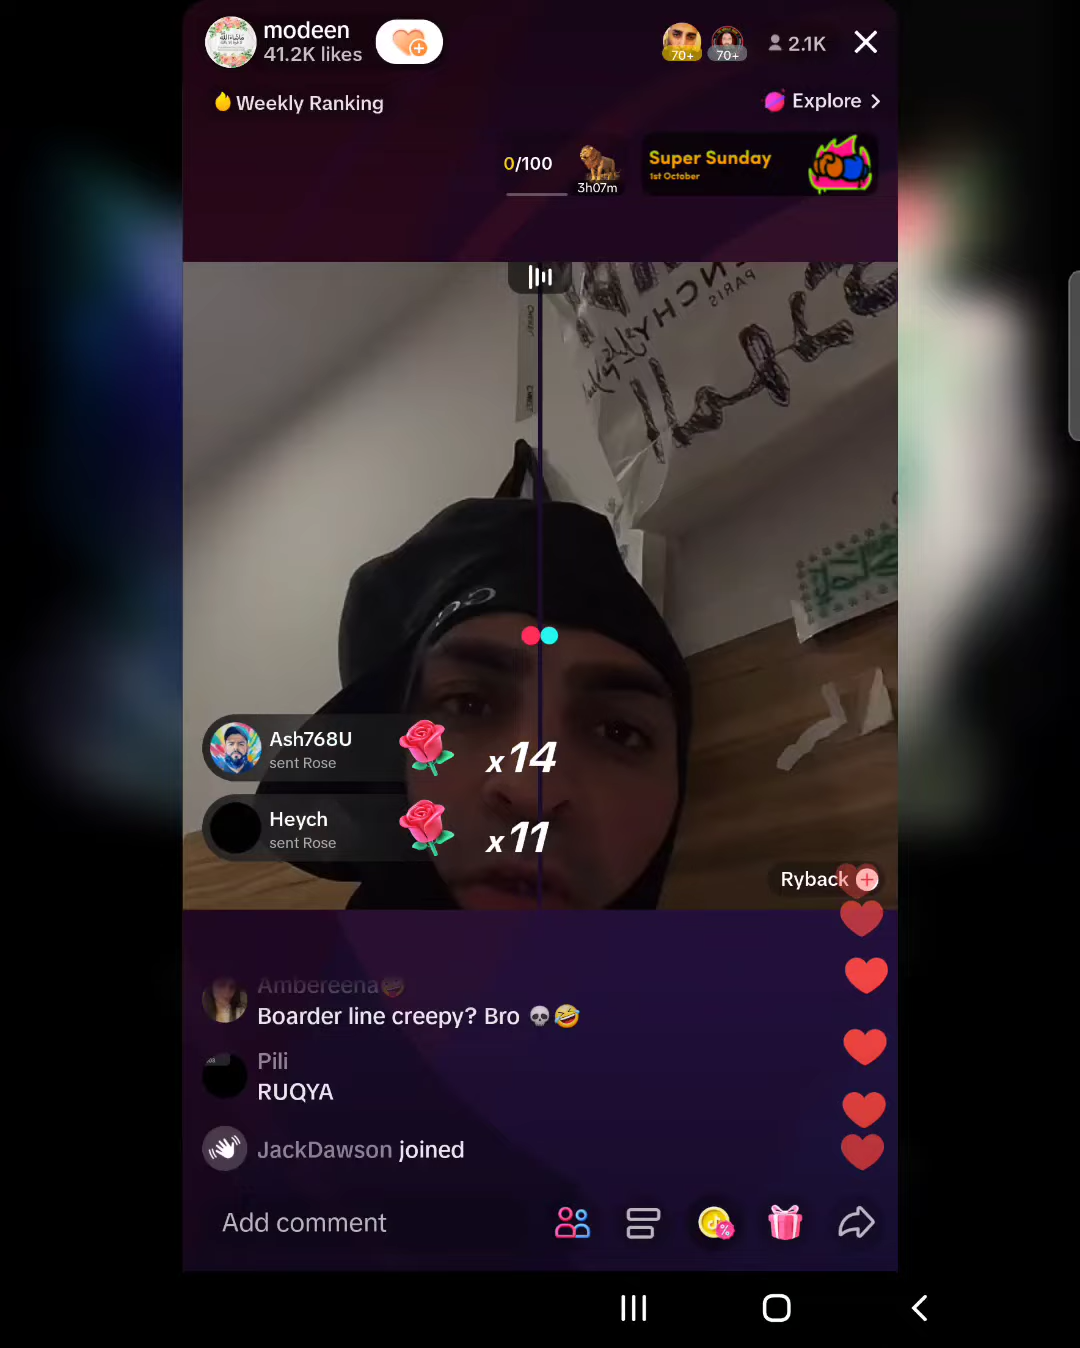 modeen
41.2K likes
70+
70+
2.1K
Weekly Ranking
Explore
0/100
3h07m
Super Sunday
1st October
PARIS
Ash768U
sent Rose
x14
Heych
sent Rose
x11
Ryback
Ambereena🤣
Boarder line creepy? Bro 💀🤣
Pili
RUQYA
JackDawson joined
Add comment